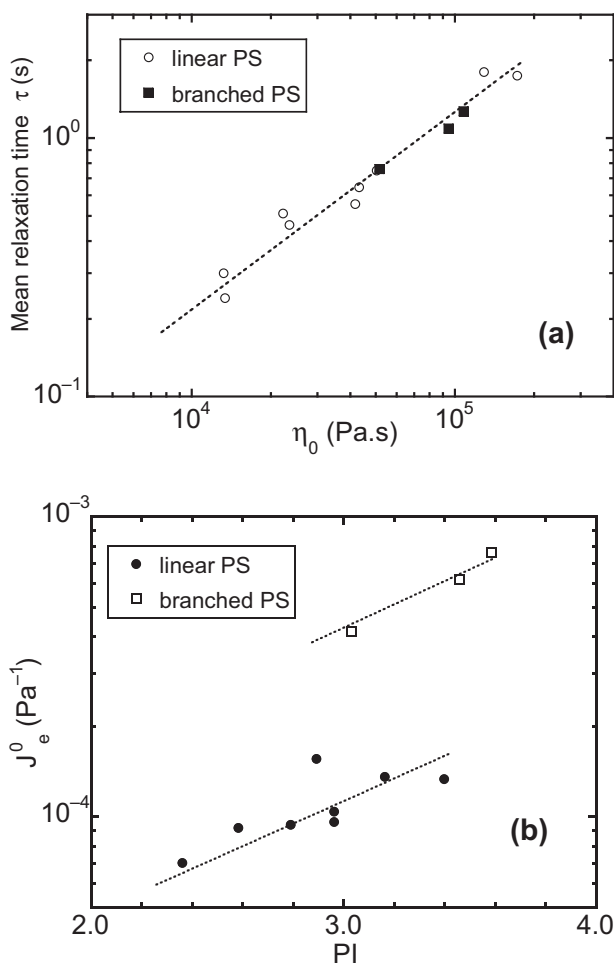 Mean relaxation time τ (s)
10⁰
10⁻¹
linear PS
branched PS
(a)
10⁴
10⁵
η₀ (Pa.s)
J⁰ₑ (Pa⁻¹)
10⁻³
10⁻⁴
linear PS
branched PS
(b)
2.0
3.0
4.0
PI